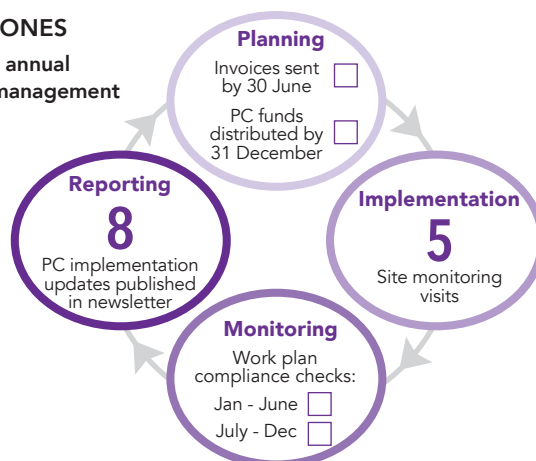 ONES
annual
management
Planning
Invoices sent
by 30 June
PC funds
distributed by
31 December
Implementation
5
Site monitoring
visits
Monitoring
Work plan
compliance checks:
Jan - June
July - Dec
Reporting
8
PC implementation
updates published
in newsletter